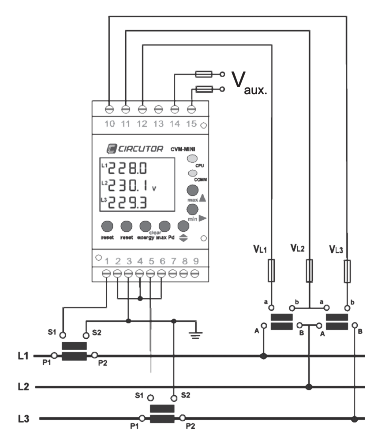 V aux.
10 11 12 13 14 15
CIRCUTOR CVM-MINI
L1 228.0
CPU
L2 230.1 V
COMM
max
L3 229.3
min
clear
reset reset energy max Pd
1 2 3 4 5 6 7 8 9
VL1 VL2 VL3
a b a b
A B A B
S1 S2
L1 P1 P2
L2
S1 S2
L3 P1 P2